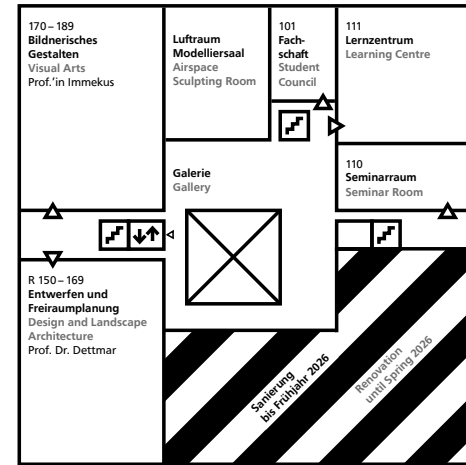 170 – 189
Bildnerisches
Gestalten
Visual Arts
Prof.'in Immekus
Luftraum
Modelliersaal
Airspace
Sculpting Room
101
Fach-
schaft
Student
Council
111
Lernzentrum
Learning Centre
Galerie
Gallery
110
Seminarraum
Seminar Room
R 150 – 169
Entwerfen und
Freiraumplanung
Design and Landscape
Architecture
Prof. Dr. Dettmar
Sanierung
bis Frühjahr 2026
Renovation
until Spring 2026